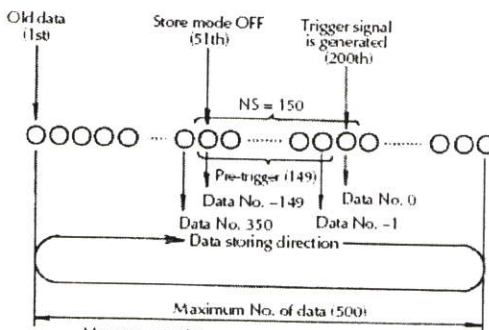 Old data
(1st)
Store mode OFF
(51th)
Trigger signal
is generated
(200th)
NS = 150
Pre-trigger (149)
Data No. −149
Data No. 0
Data No. 350
Data No. −1
Data storing direction
Maximum No. of data (500)